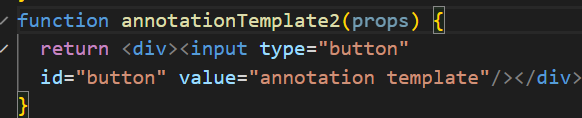 function annotationTemplate2(props) {
return <div><input type="button"
id="button" value="annotation template"/></div>
}